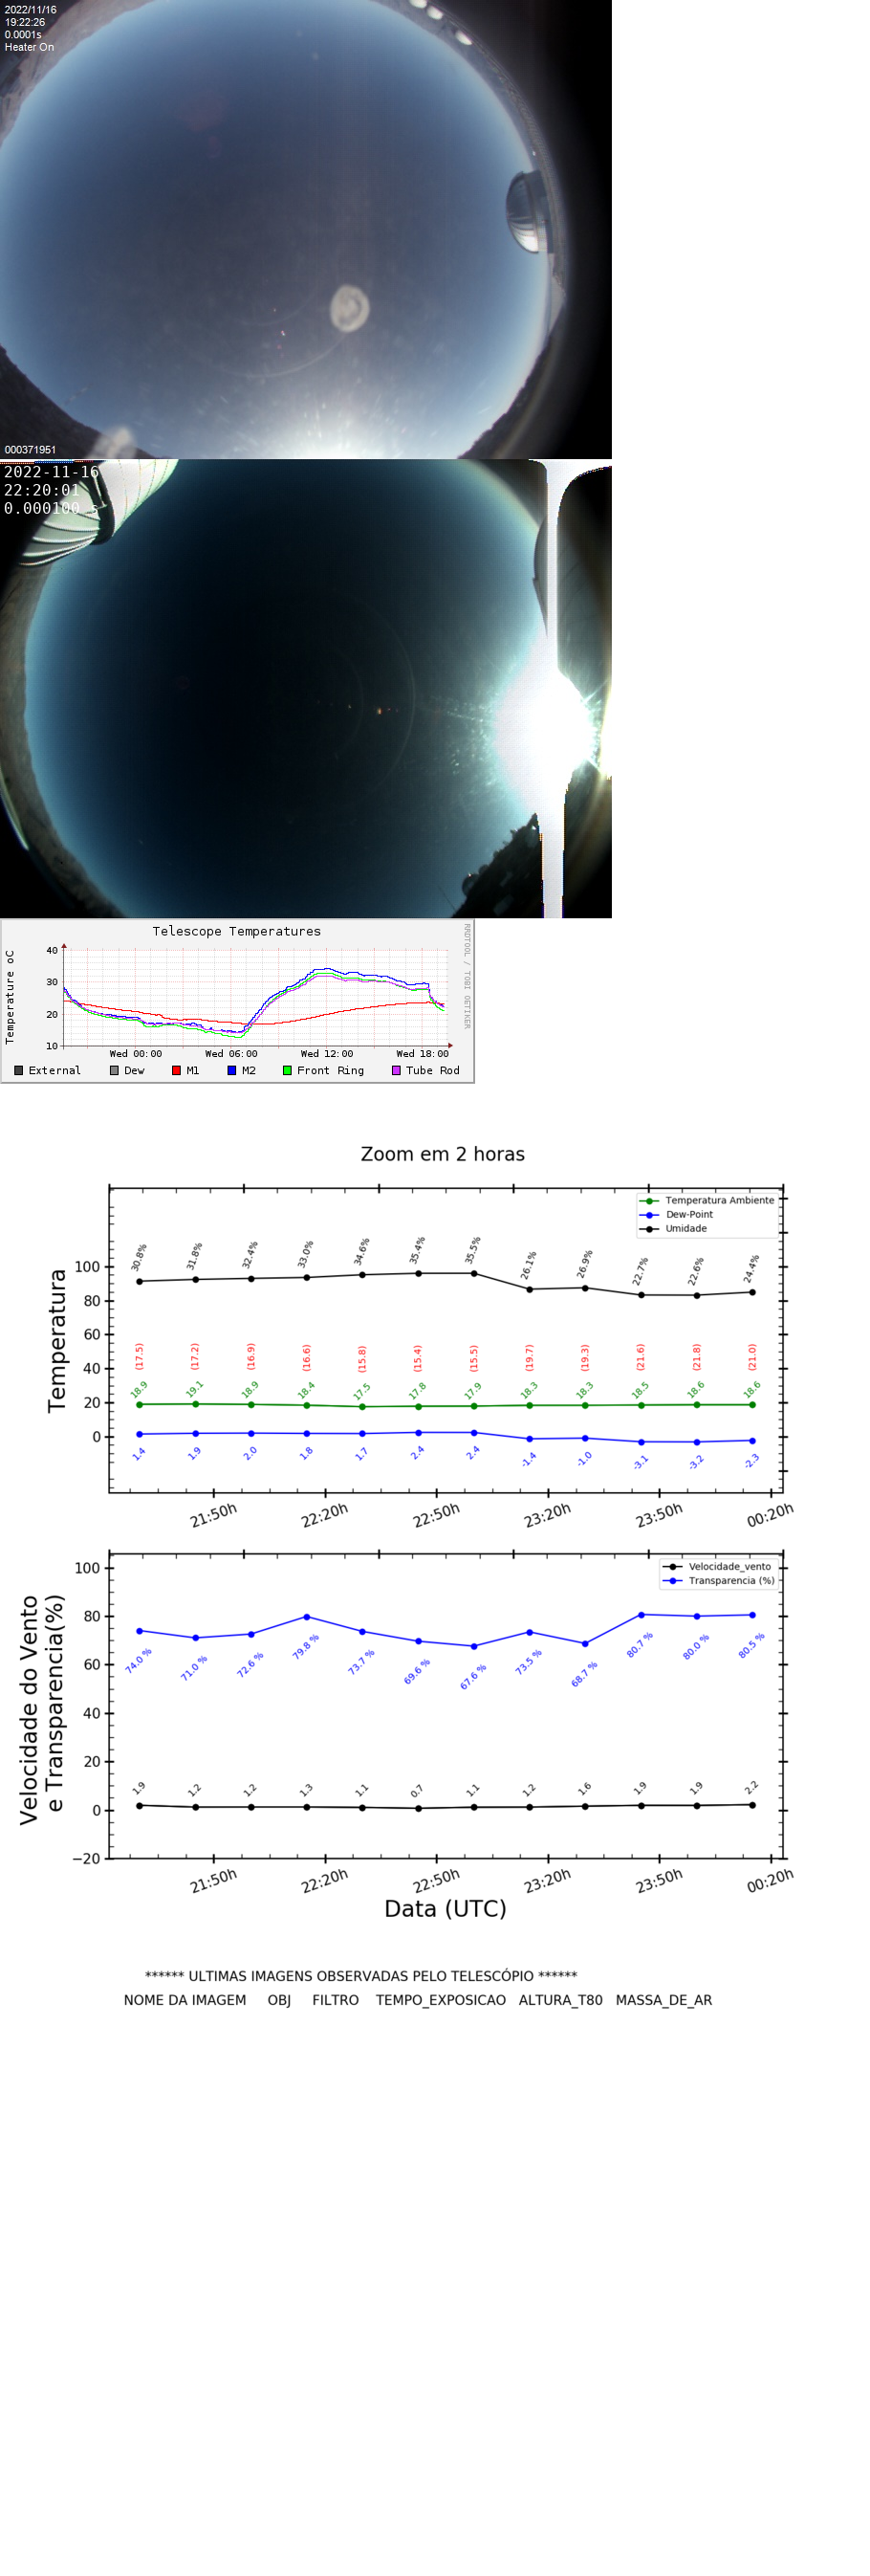 2022/11/16
19:22:26
0.0001s
Heater On
000371951
2022-11-16
22:20:01
0.000100 s
Telescope Temperatures
RRDTOOL / TOBI OETIKER
Temperature oC
40
30
20
10
Wed 00:00 Wed 06:00 Wed 12:00 Wed 18:00
External Dew M1 M2 Front Ring Tube Rod
Zoom em 2 horas
Temperatura Ambiente
Dew-Point
Umidade
Temperatura
100
80
60
40
20
0
30.8% 31.8% 32.4% 33.0% 34.6% 35.4% 35.5% 26.1% 26.9% 22.7% 22.6% 24.4%
(17.5) (17.2) (16.9) (16.6) (15.8) (15.4) (15.5) (19.7) (19.3) (21.6) (21.8) (21.0)
18.9 19.1 18.9 18.4 17.5 17.8 17.9 18.3 18.3 18.5 18.6 18.6
1.4 1.9 2.0 1.8 1.7 2.4 2.4 -1.4 -1.0 -3.1 -3.2 -2.3
21:50h 22:20h 22:50h 23:20h 23:50h 00:20h
Velocidade_vento
Transparencia (%)
Velocidade do Vento
e Transparencia(%)
100
80
60
40
20
0
−20
74.0 % 71.0 % 72.6 % 79.8 % 73.7 % 69.6 % 67.6 % 73.5 % 68.7 % 80.7 % 80.0 % 80.5 %
1.9 1.2 1.2 1.3 1.1 0.7 1.1 1.2 1.6 1.9 1.9 2.2
21:50h 22:20h 22:50h 23:20h 23:50h 00:20h
Data (UTC)
****** ULTIMAS IMAGENS OBSERVADAS PELO TELESCÓPIO ******
NOME DA IMAGEM OBJ FILTRO TEMPO_EXPOSICAO ALTURA_T80 MASSA_DE_AR